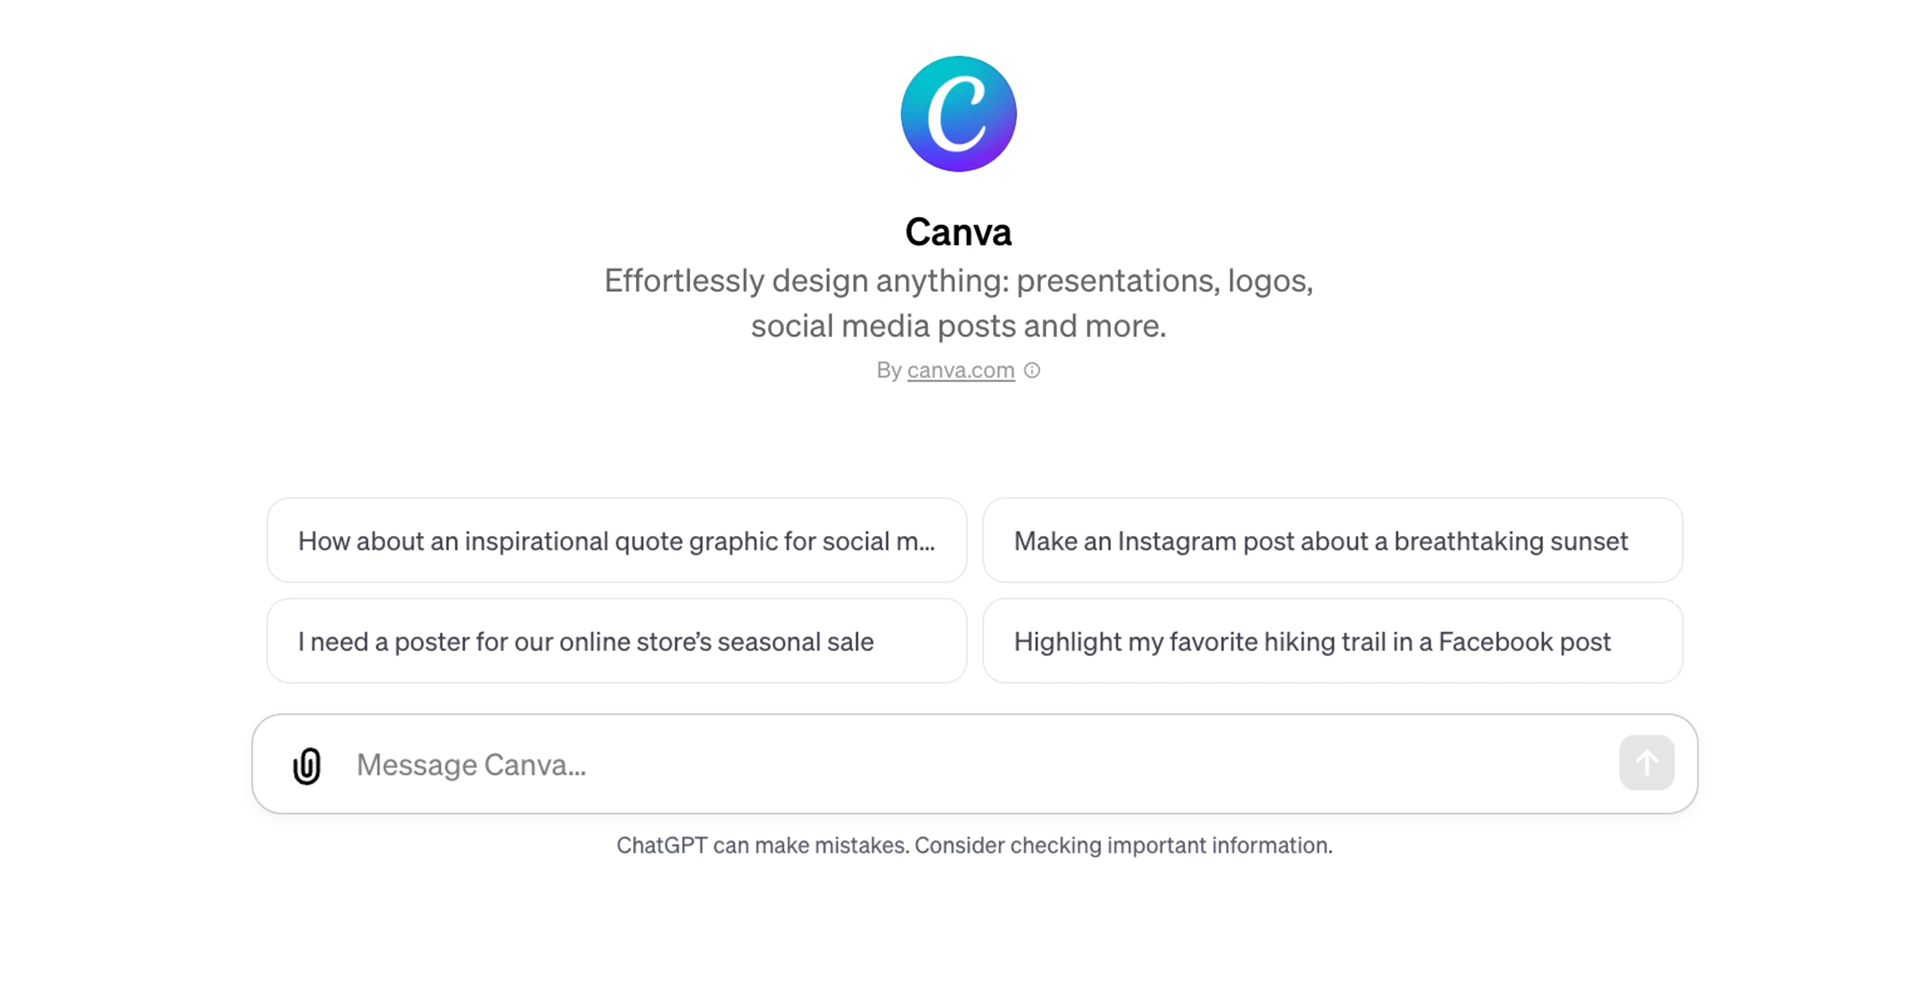 C
Canva
Effortlessly design anything: presentations, logos,
social media posts and more.
By canva.com
How about an inspirational quote graphic for social m...
Make an Instagram post about a breathtaking sunset
I need a poster for our online store’s seasonal sale
Highlight my favorite hiking trail in a Facebook post
Message Canva...
ChatGPT can make mistakes. Consider checking important information.